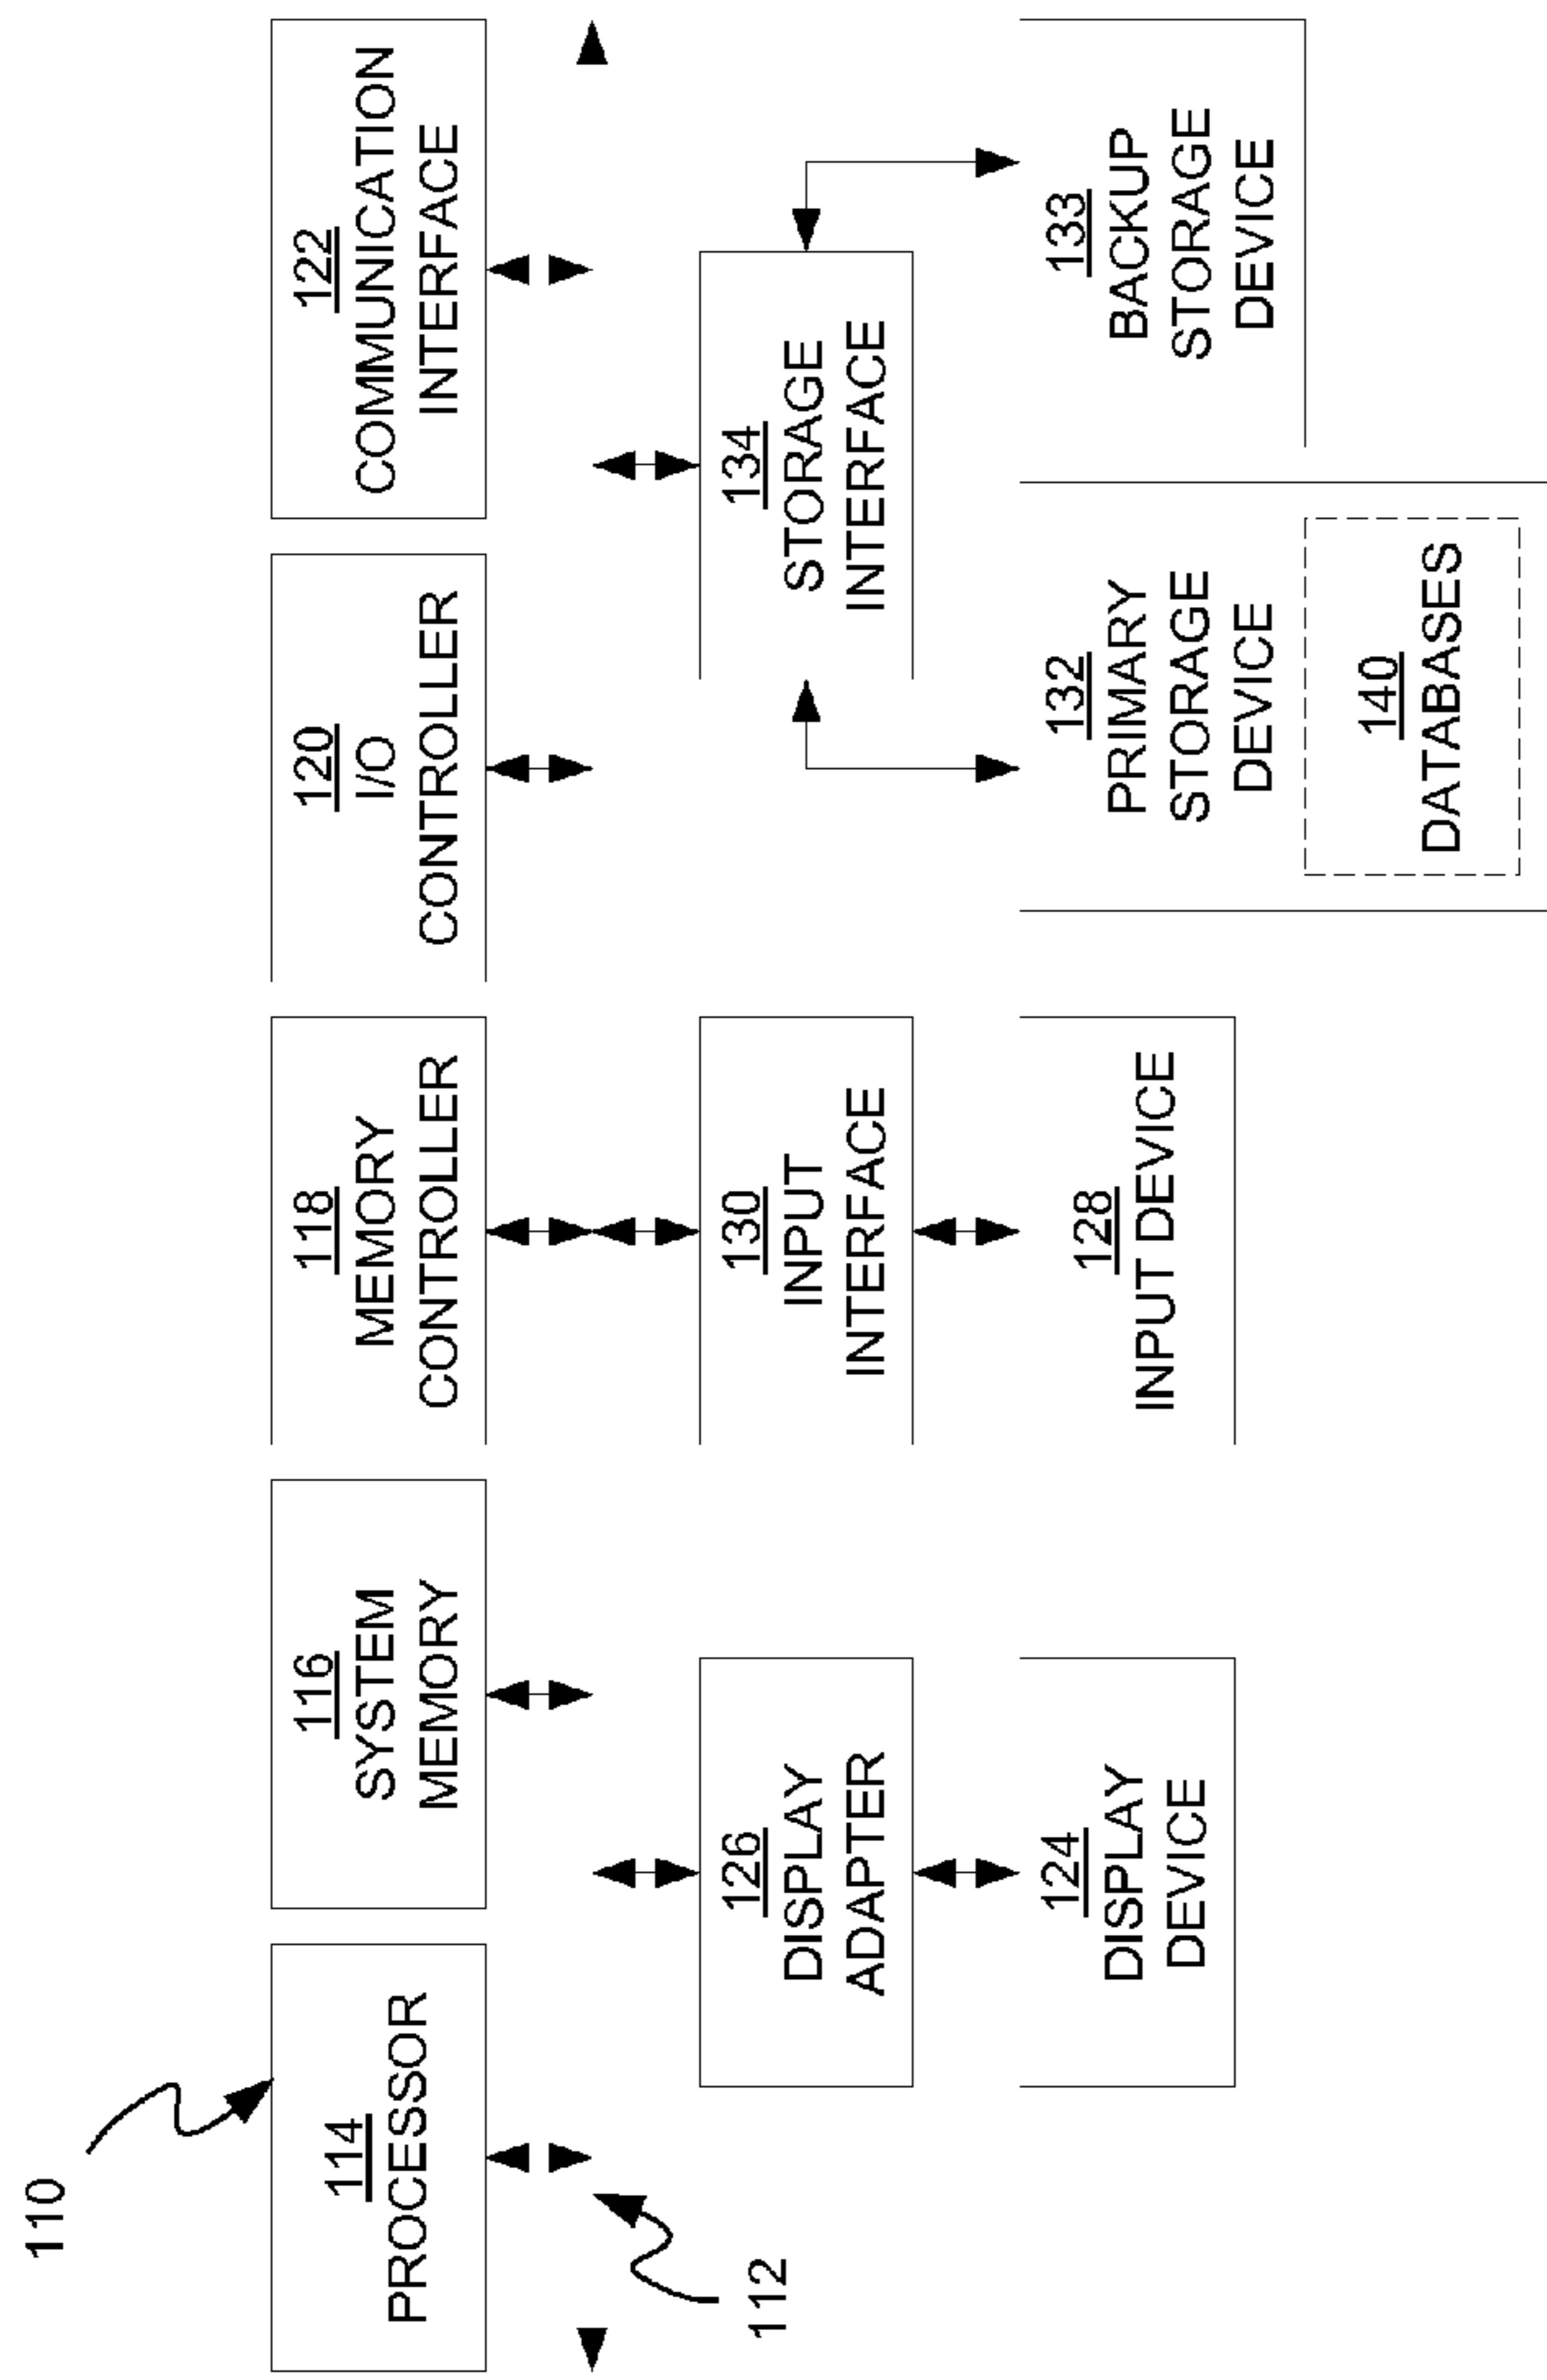 110
114
PROCESSOR
116
SYSTEM
MEMORY
118
MEMORY
CONTROLLER
120
I/O
CONTROLLER
122
COMMUNICATION
INTERFACE
112
126
DISPLAY
ADAPTER
130
INPUT
INTERFACE
134
STORAGE
INTERFACE
124
DISPLAY
DEVICE
128
INPUT DEVICE
132
PRIMARY
STORAGE
DEVICE
140
DATABASES
133
BACKUP
STORAGE
DEVICE